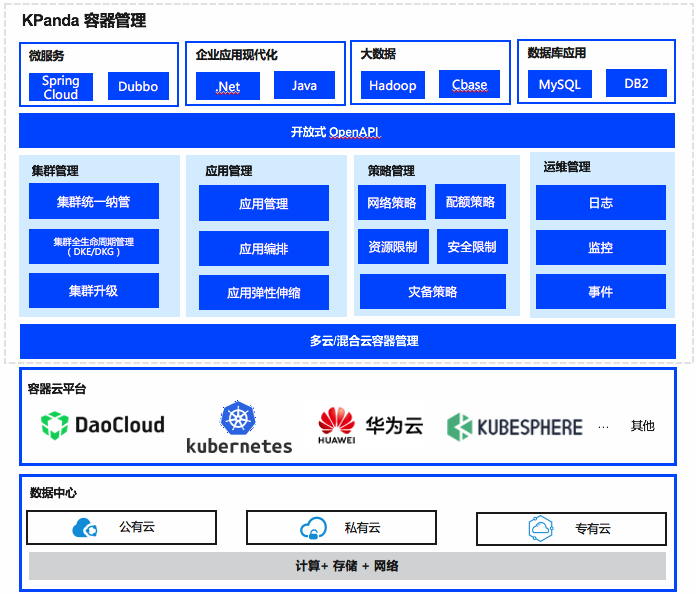 KPanda 容器管理
微服务
Spring
Cloud
Dubbo
企业应用现代化
.Net
Java
大数据
Hadoop
Cbase
数据库应用
MySQL
DB2
开放式 OpenAPI
集群管理
集群统一纳管
集群全生命周期管理
（DKE/DKG）
集群升级
应用管理
应用管理
应用编排
应用弹性伸缩
策略管理
网络策略
配额策略
资源限制
安全限制
灾备策略
运维管理
日志
监控
事件
多云/混合云容器管理
容器云平台
DaoCloud
kubernetes
HUAWEI
华为云
KUBESPHERE
...
其他
数据中心
公有云
私有云
专有云
计算+ 存储 + 网络